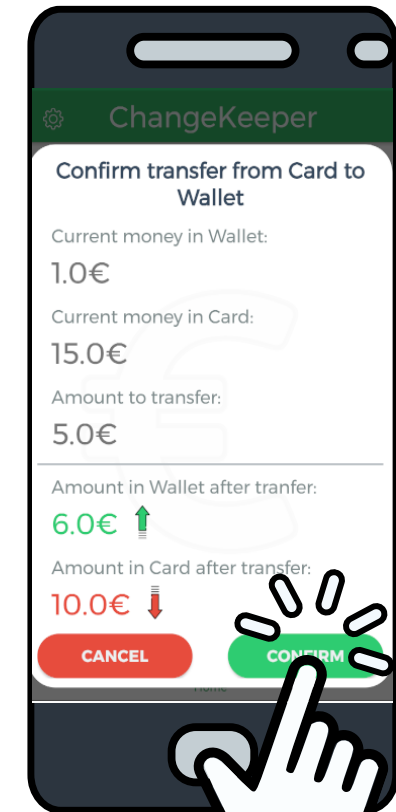 ChangeKeeper
Confirm transfer from Card to
Wallet
Current money in Wallet:
1.0€
Current money in Card:
15.0€
Amount to transfer:
5.0€
Amount in Wallet after tranfer:
6.0€
Amount in Card after transfer:
10.0€
CANCEL
CONFIRM
Home